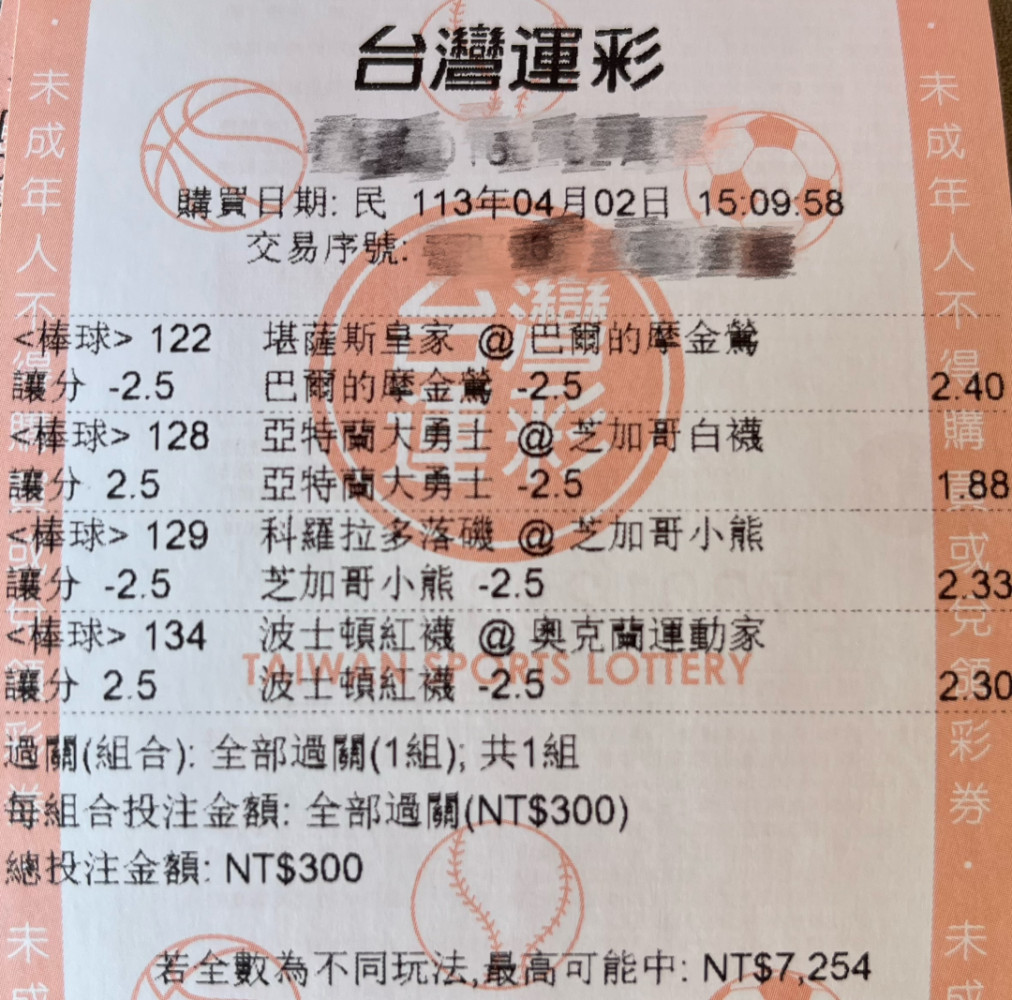 台灣運彩
購買日期: 民 113年04月02日 15:09:58
交易序號:
<棒球> 122 堪薩斯皇家 @ 巴爾的摩金鶯
讓分 -2.5 巴爾的摩金鶯 -2.5 2.40
<棒球> 128 亞特蘭大勇士 @ 芝加哥白襪
讓分 2.5 亞特蘭大勇士 -2.5 1.88
<棒球> 129 科羅拉多落磯 @ 芝加哥小熊
讓分 -2.5 芝加哥小熊 -2.5 2.33
<棒球> 134 波士頓紅襪 @ 奧克蘭運動家
讓分 2.5 波士頓紅襪 -2.5 2.30
過關(組合): 全部過關(1組); 共1組
每組合投注金額: 全部過關(NT$300)
總投注金額: NT$300
若全數為不同玩法,最高可能中: NT$7,254
台灣運彩
TAIWAN SPORTS LOTTERY
未成年人不得購買或兌領彩券・未成
未成年人不得購買或兌領彩券・未成